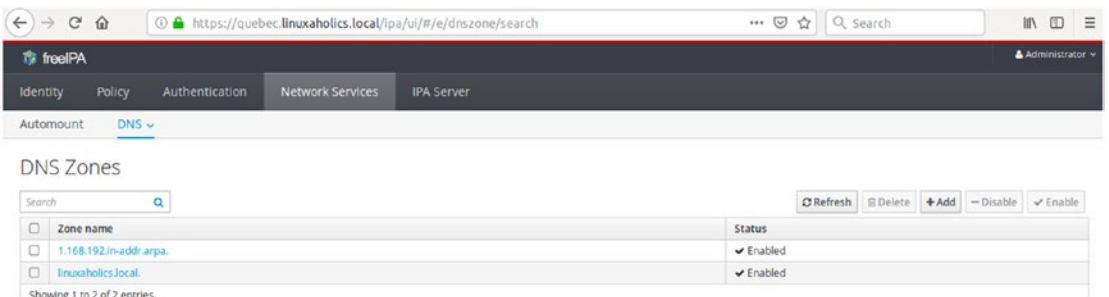 https://quebec.linuxaholics.local/ipa/ui/#/e/dnszone/search Search
freeIPA Administrator
Identity Policy Authentication Network Services IPA Server
Automount DNS
DNS Zones
Search Refresh Delete Add Disable Enable
Zone name Status
1.168.192.in-addr.arpa. Enabled
linuxaholics.local. Enabled
Showing 1 to 2 of 2 entries.